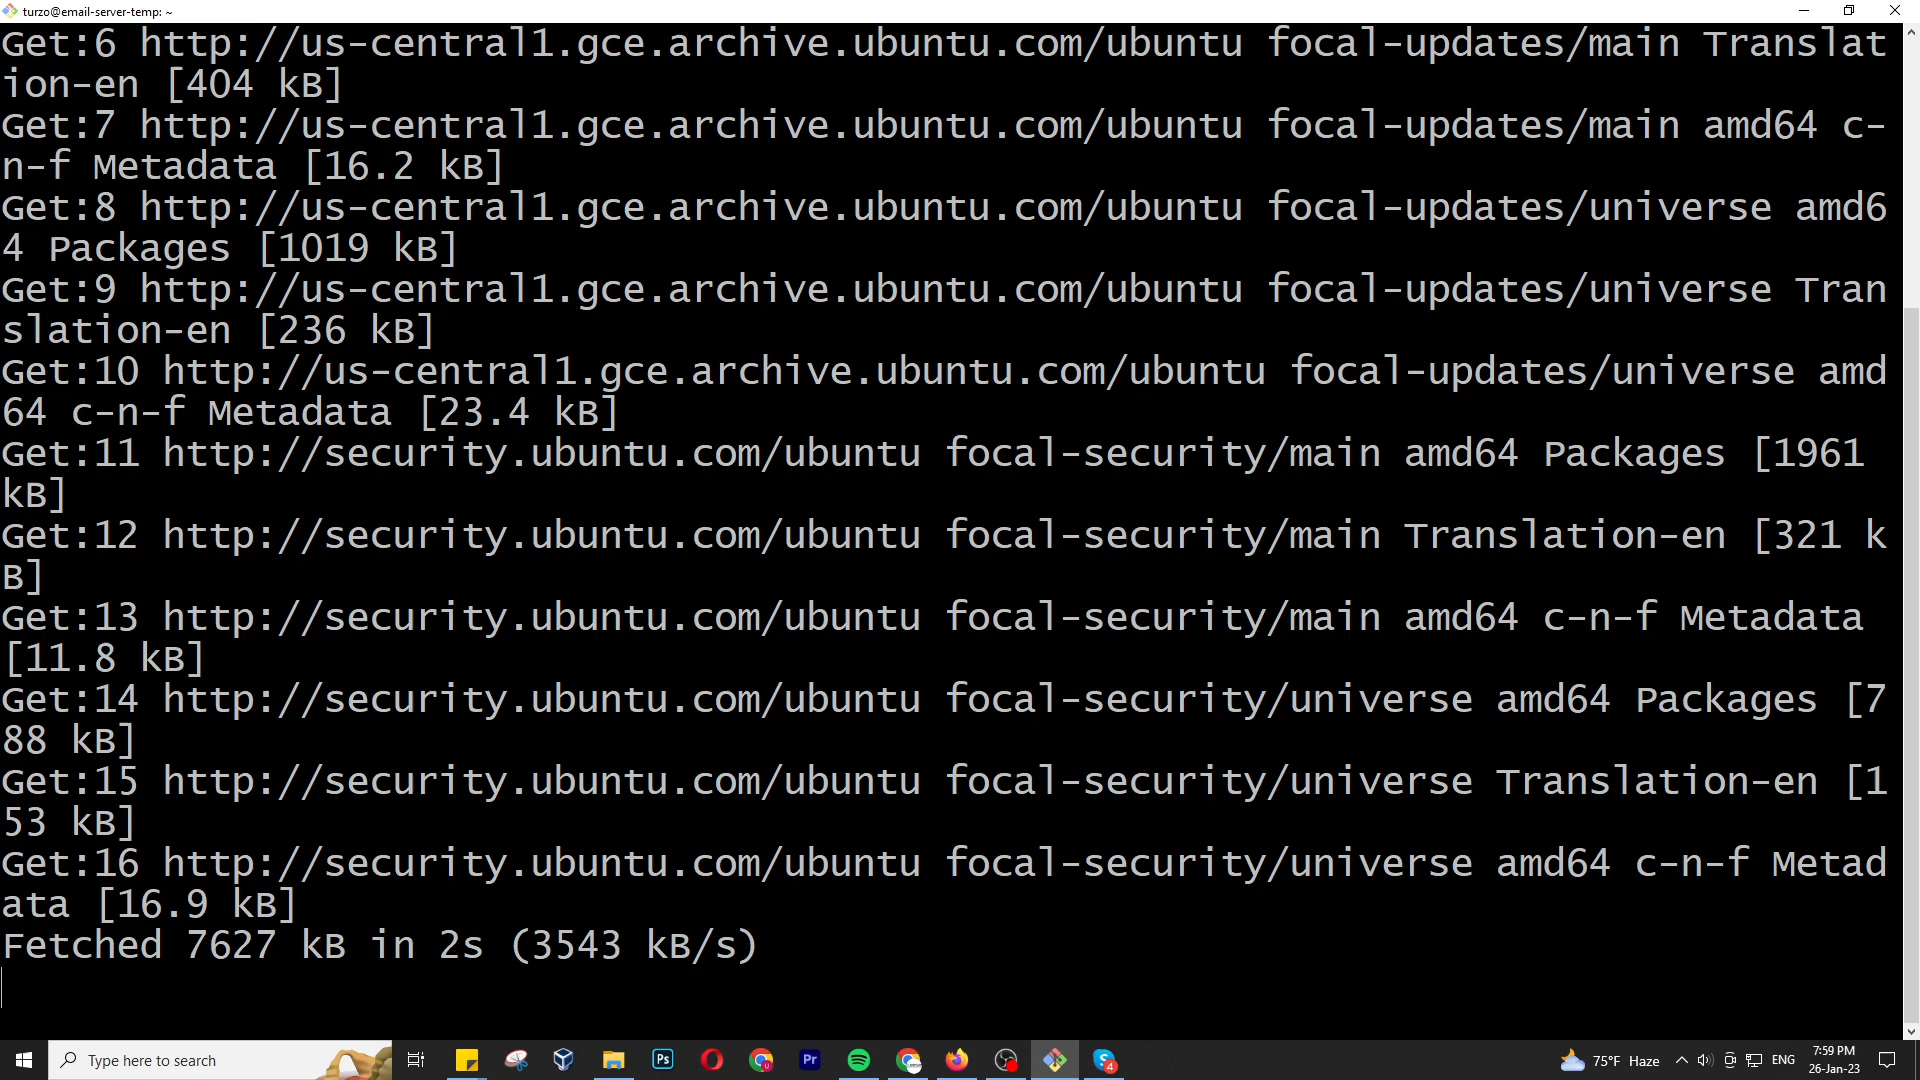 turzo@email-server-temp: ~
Get:6 http://us-central1.gce.archive.ubuntu.com/ubuntu focal-updates/main Translat
ion-en [404 kB]
Get:7 http://us-central1.gce.archive.ubuntu.com/ubuntu focal-updates/main amd64 c-
n-f Metadata [16.2 kB]
Get:8 http://us-central1.gce.archive.ubuntu.com/ubuntu focal-updates/universe amd6
4 Packages [1019 kB]
Get:9 http://us-central1.gce.archive.ubuntu.com/ubuntu focal-updates/universe Tran
slation-en [236 kB]
Get:10 http://us-central1.gce.archive.ubuntu.com/ubuntu focal-updates/universe amd
64 c-n-f Metadata [23.4 kB]
Get:11 http://security.ubuntu.com/ubuntu focal-security/main amd64 Packages [1961
kB]
Get:12 http://security.ubuntu.com/ubuntu focal-security/main Translation-en [321 k
B]
Get:13 http://security.ubuntu.com/ubuntu focal-security/main amd64 c-n-f Metadata
[11.8 kB]
Get:14 http://security.ubuntu.com/ubuntu focal-security/universe amd64 Packages [7
88 kB]
Get:15 http://security.ubuntu.com/ubuntu focal-security/universe Translation-en [1
53 kB]
Get:16 http://security.ubuntu.com/ubuntu focal-security/universe amd64 c-n-f Metad
ata [16.9 kB]
Fetched 7627 kB in 2s (3543 kB/s)
Type here to search
Ps
Pr
4
75°F Haze
ENG
7:59 PM
26-Jan-23